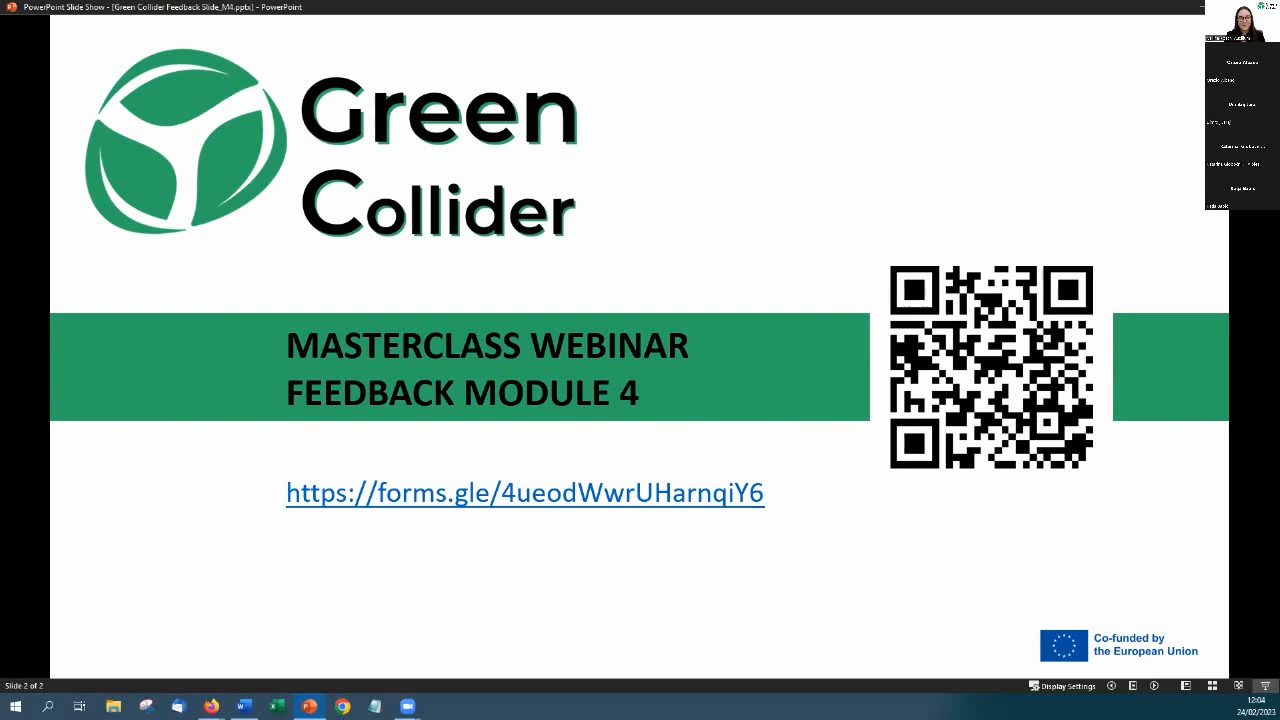 PowerPoint Slide Show - [Green Collider Feedback Slide_M4.pptx] - PowerPoint
Green
Collider
MASTERCLASS WEBINAR
FEEDBACK MODULE 4
https://forms.gle/4ueodWwrUHarnqiY6
Co-funded by
the European Union
Slide 2 of 2
Display Settings
12:04
24/02/2023